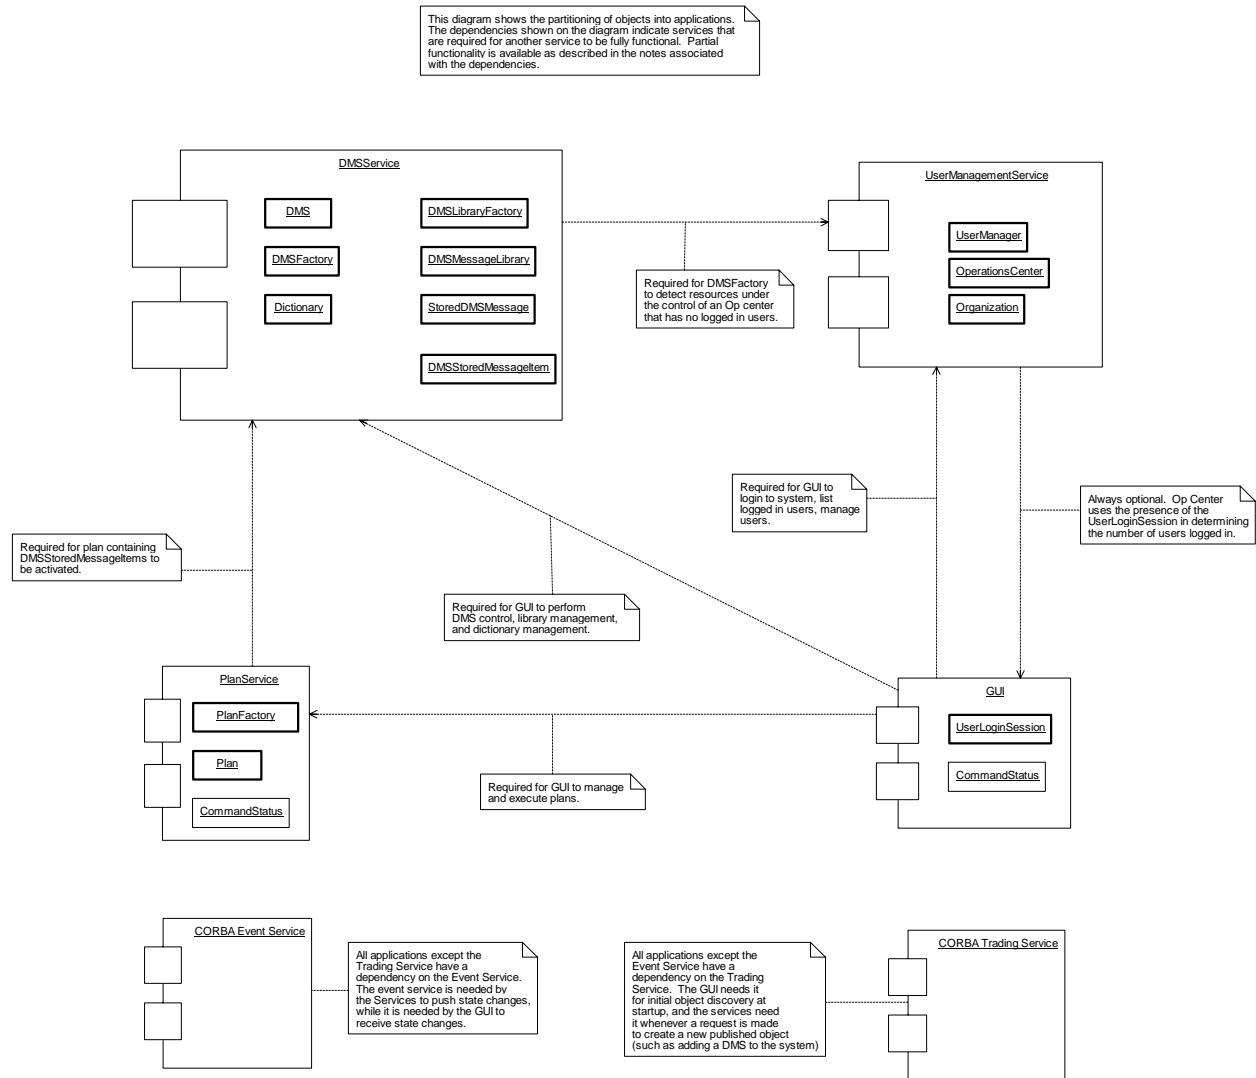 This diagram shows the partitioning of objects into applications.
The dependencies shown on the diagram indicate services that
are required for another service to be fully functional. Partial
functionality is available as described in the notes associated
with the dependencies.
DMSService
DMS
DMSFactory
Dictionary
DMSLibraryFactory
DMSMessageLibrary
StoredDMSMessage
DMSStoredMessageItem
Required for DMSFactory
to detect resources under
the control of an Op center
that has no logged in users.
UserManagementService
UserManager
OperationsCenter
Organization
Required for GUI to
login to system, list
logged in users, manage
users.
Always optional. Op Center
uses the presence of the
UserLoginSession in determining
the number of users logged in.
Required for plan containing
DMSStoredMessageItems to
be activated.
Required for GUI to perform
DMS control, library management,
and dictionary management.
PlanService
PlanFactory
Plan
CommandStatus
Required for GUI to manage
and execute plans.
GUI
UserLoginSession
CommandStatus
CORBA Event Service
All applications except the
Trading Service have a
dependency on the Event Service.
The event service is needed by
the Services to push state changes,
while it is needed by the GUI to
receive state changes.
All applications except the
Event Service have a
dependency on the Trading
Service. The GUI needs it
for initial object discovery at
startup, and the services need
it whenever a request is made
to create a new published object
(such as adding a DMS to the system)
CORBA Trading Service